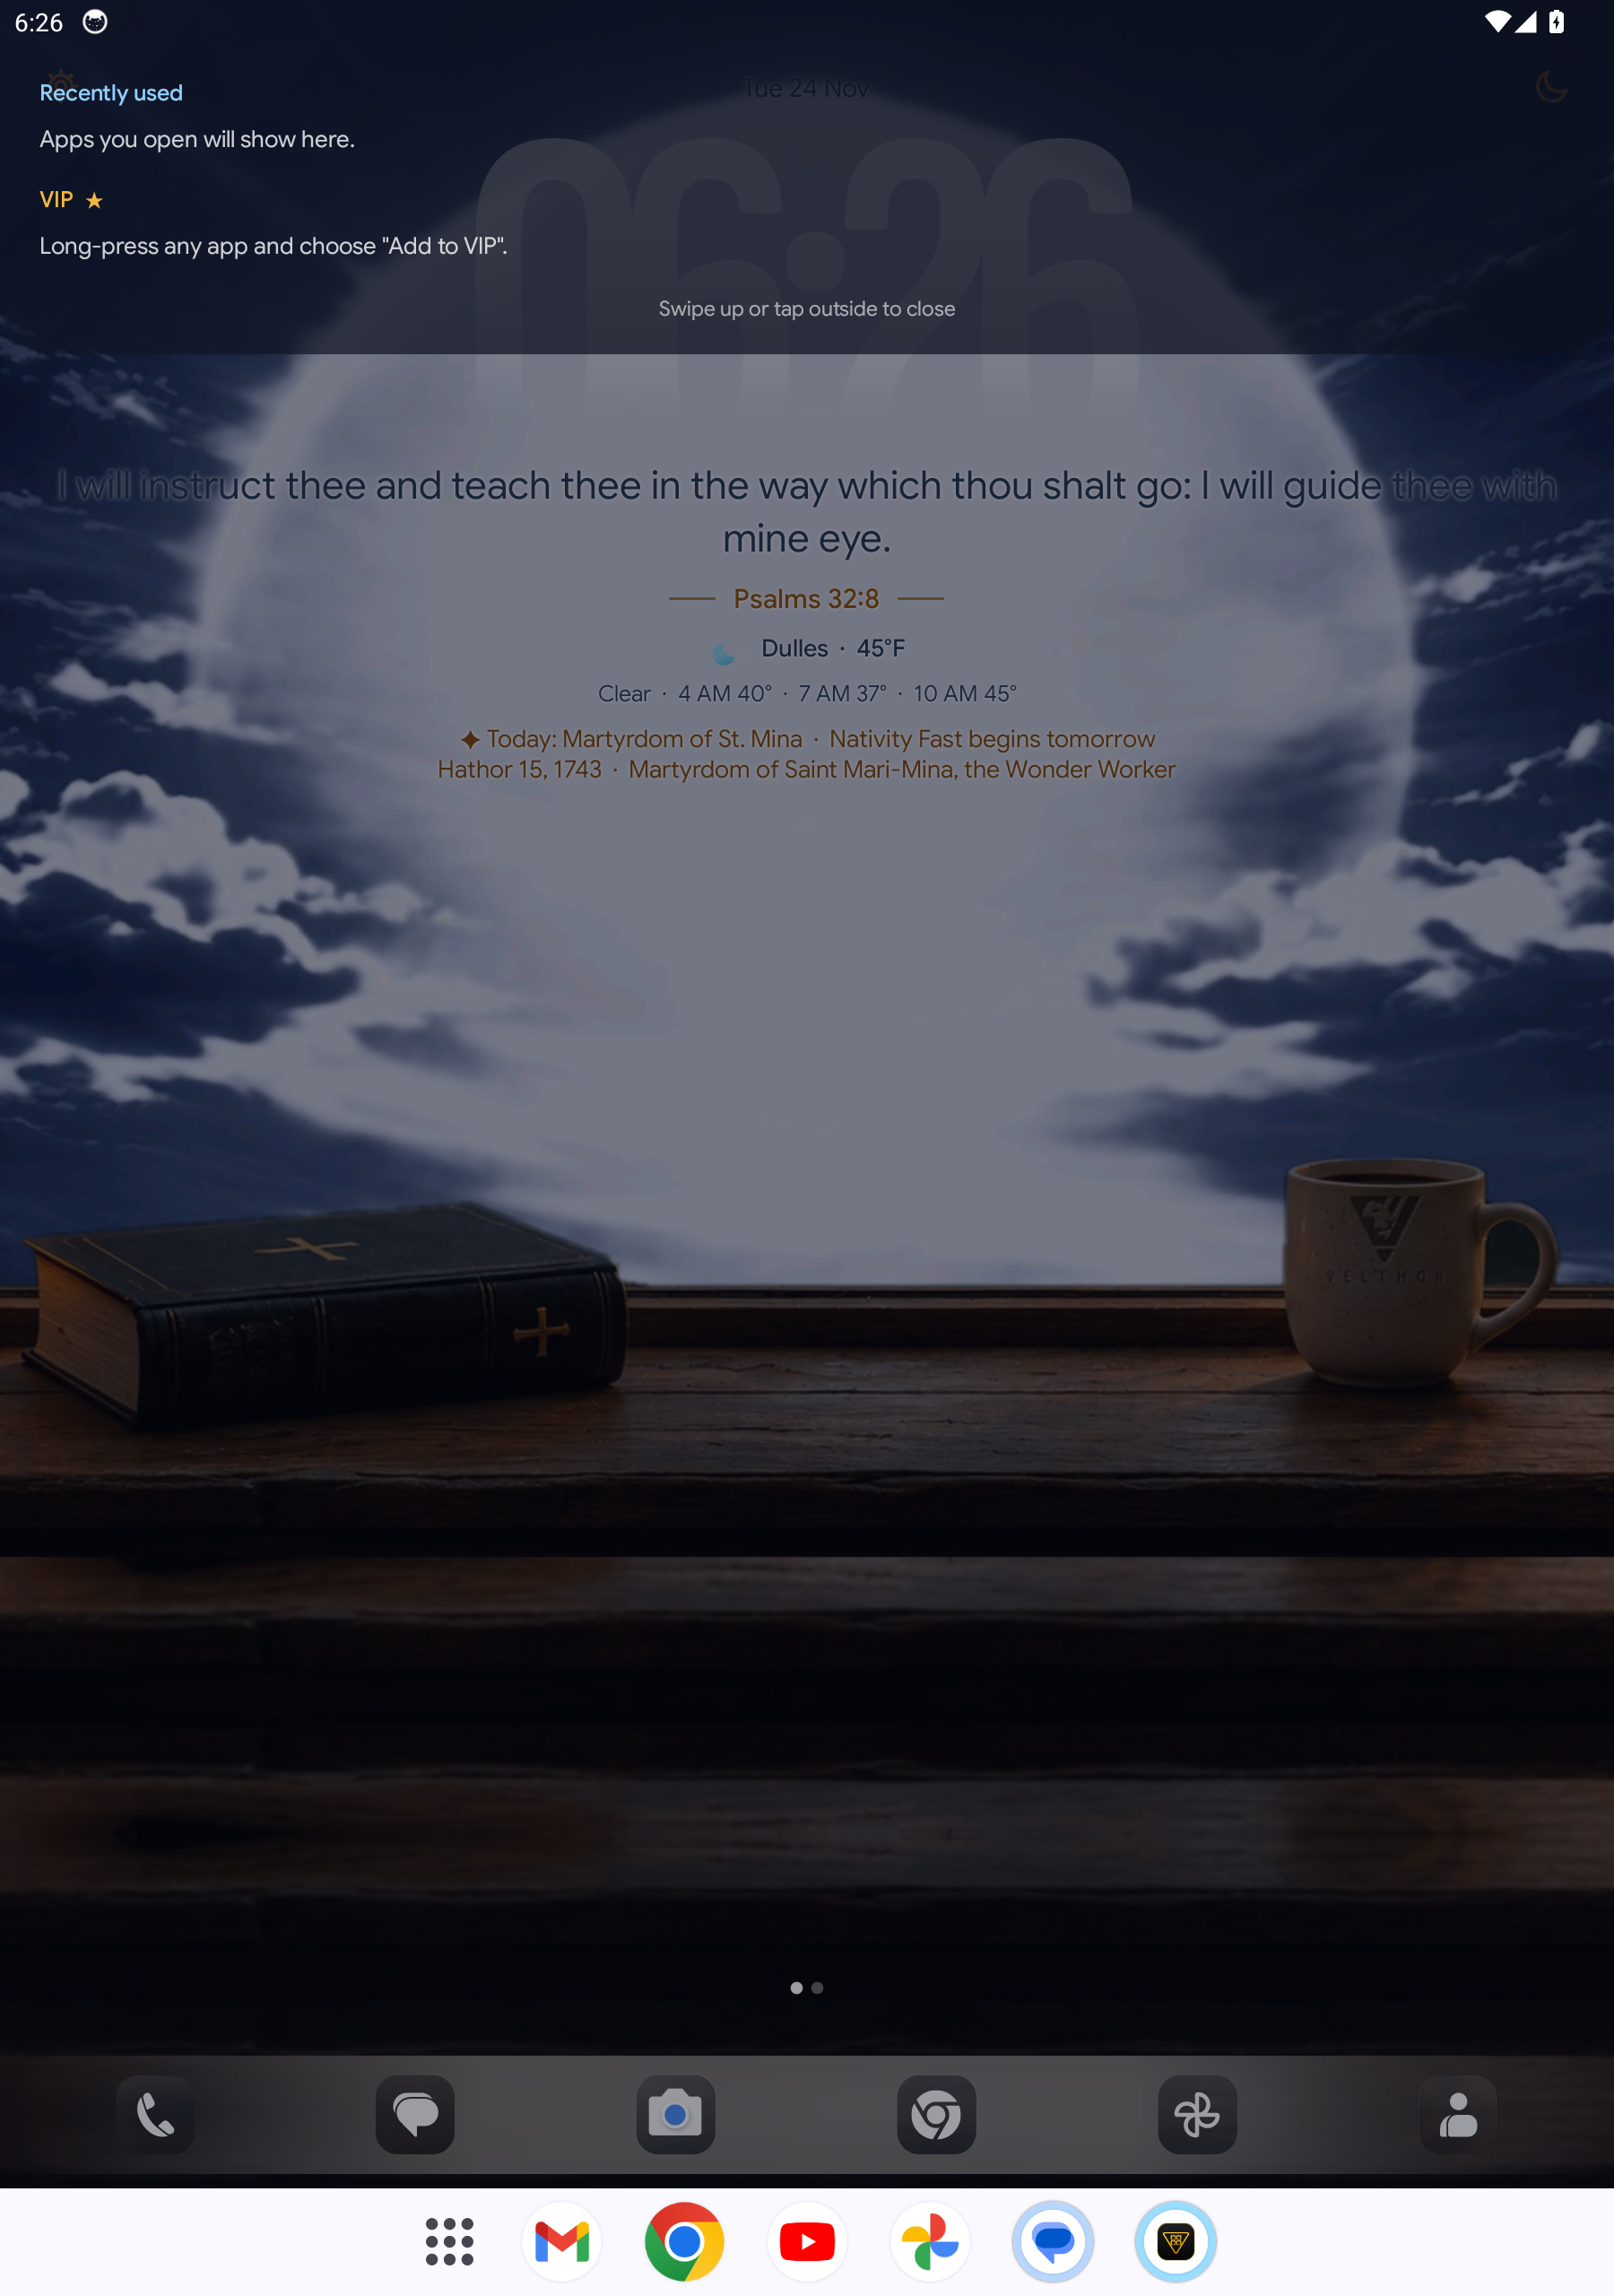 6:26
Recently used
Tue 24 Nov
Apps you open will show here.
06:26
VIP ★
Long-press any app and choose "Add to VIP".
Swipe up or tap outside to close
I will instruct thee and teach thee in the way which thou shalt go: I will guide thee with
mine eye.
Psalms 32:8
Dulles · 45°F
Clear · 4 AM 40° · 7 AM 37° · 10 AM 45°
✦ Today: Martyrdom of St. Mina · Nativity Fast begins tomorrow
Hathor 15, 1743 · Martyrdom of Saint Mari-Mina, the Wonder Worker
VELTHON